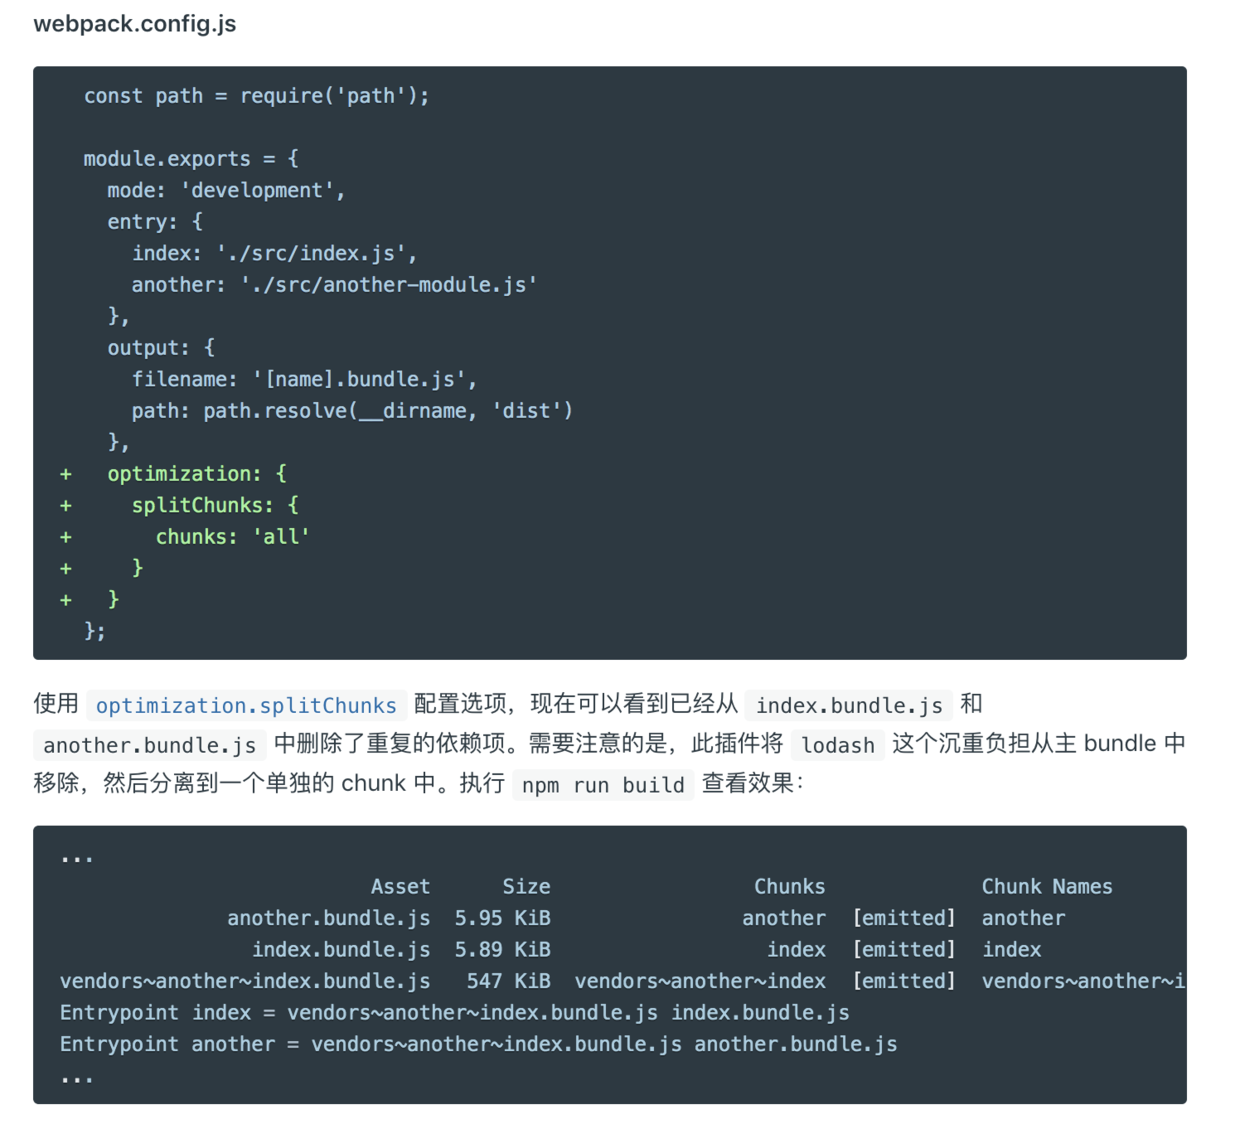 webpack.config.js
const path = require('path');
module.exports = {
mode: 'development',
entry: {
index: './src/index.js',
another: './src/another-module.js'
},
output: {
filename: '[name].bundle.js',
path: path.resolve(__dirname, 'dist')
},
+ optimization: {
+ splitChunks: {
+ chunks: 'all'
+ }
+ }
};
使用 optimization.splitChunks 配置选项，现在可以看到已经从 index.bundle.js 和
another.bundle.js 中删除了重复的依赖项。需要注意的是，此插件将 lodash 这个沉重负担从主 bundle 中
移除，然后分离到一个单独的 chunk 中。执行 npm run build 查看效果：
...
Asset Size Chunks Chunk Names
another.bundle.js 5.95 KiB another [emitted] another
index.bundle.js 5.89 KiB index [emitted] index
vendors~another~index.bundle.js 547 KiB vendors~another~index [emitted] vendors~another~i
Entrypoint index = vendors~another~index.bundle.js index.bundle.js
Entrypoint another = vendors~another~index.bundle.js another.bundle.js
...